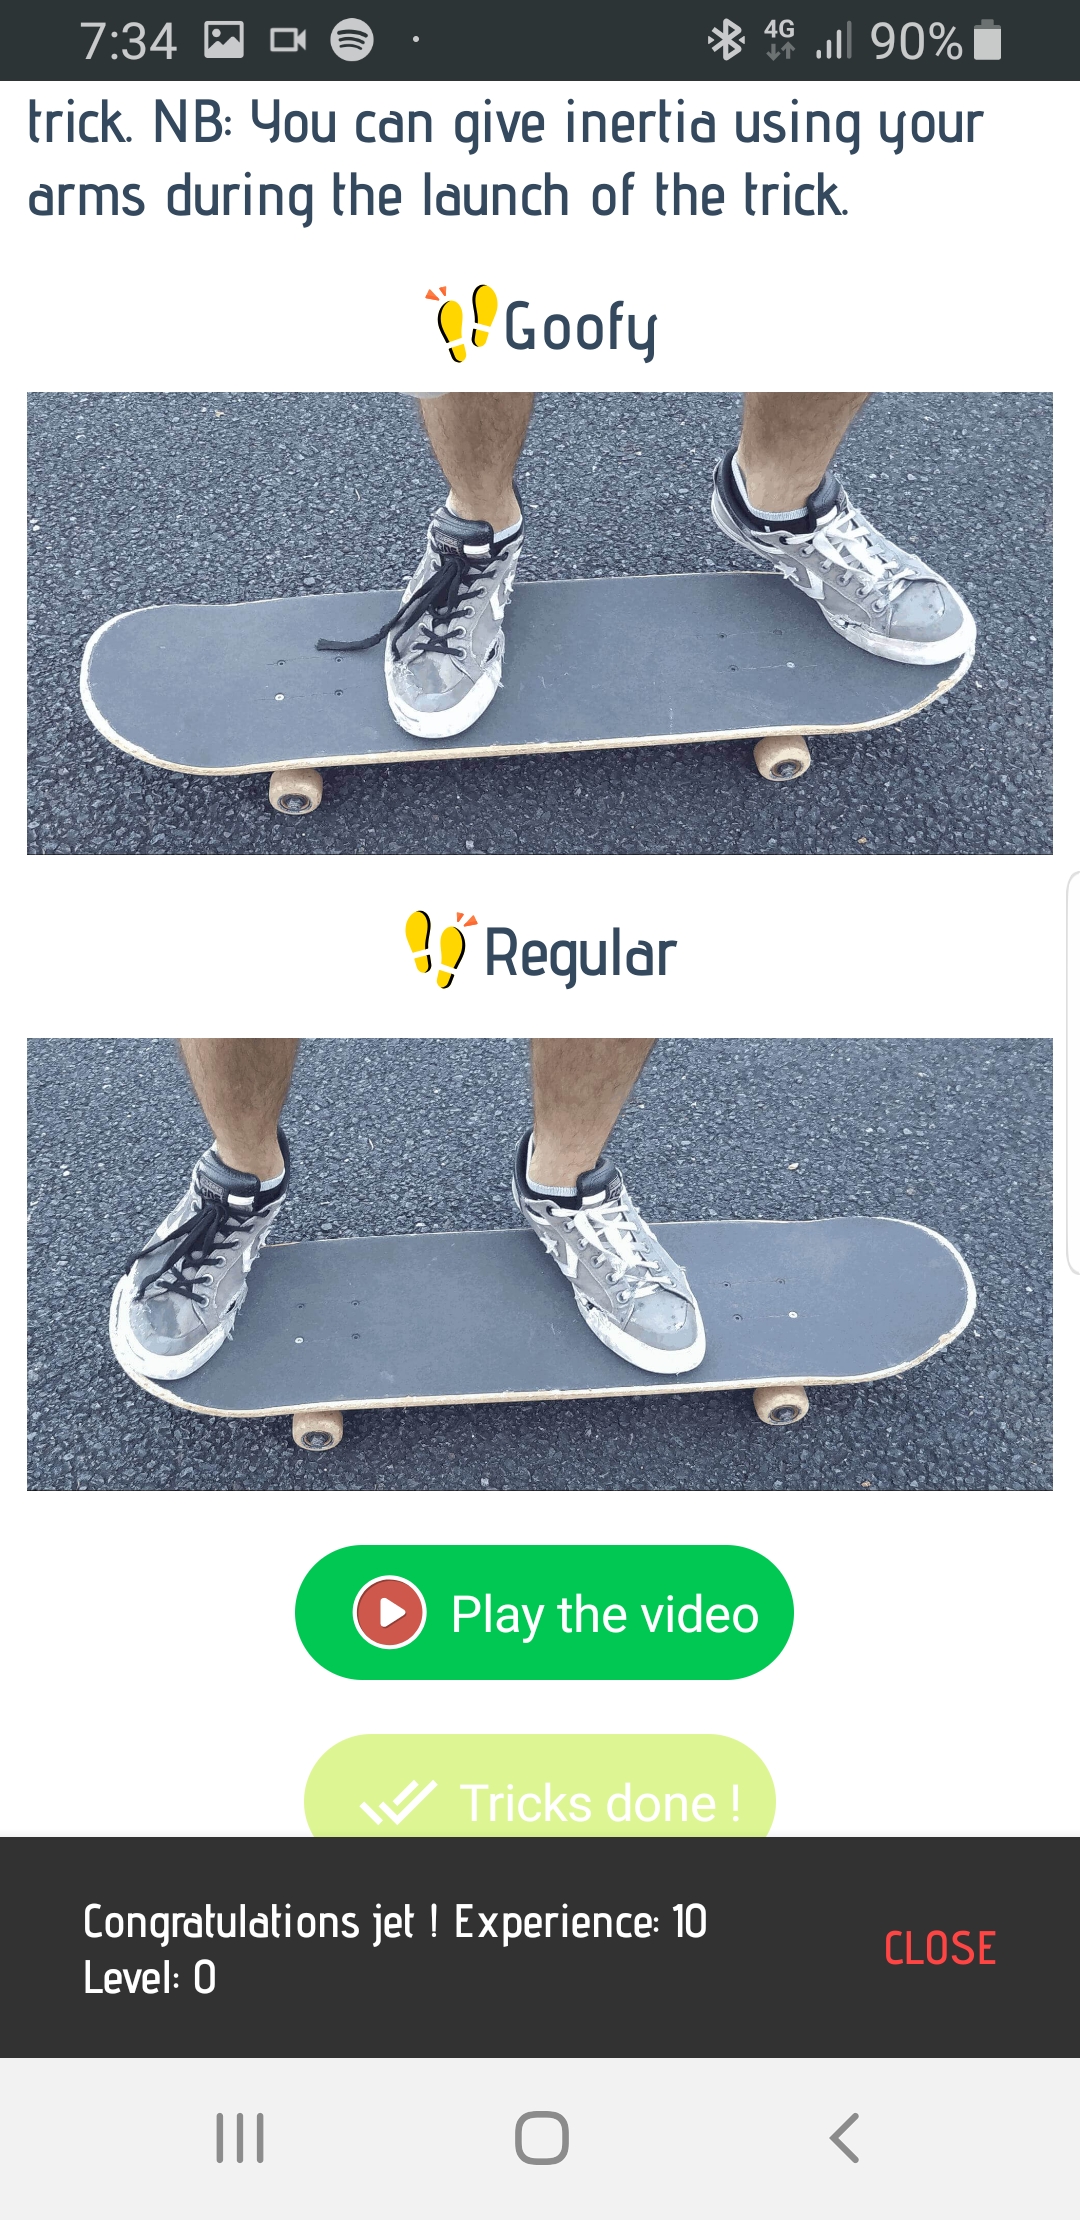 7:34
4G
90%
trick. NB: You can give inertia using your
arms during the launch of the trick.
Goofy
Regular
Play the video
Tricks done !
Congratulations jet ! Experience: 10
Level: 0
CLOSE